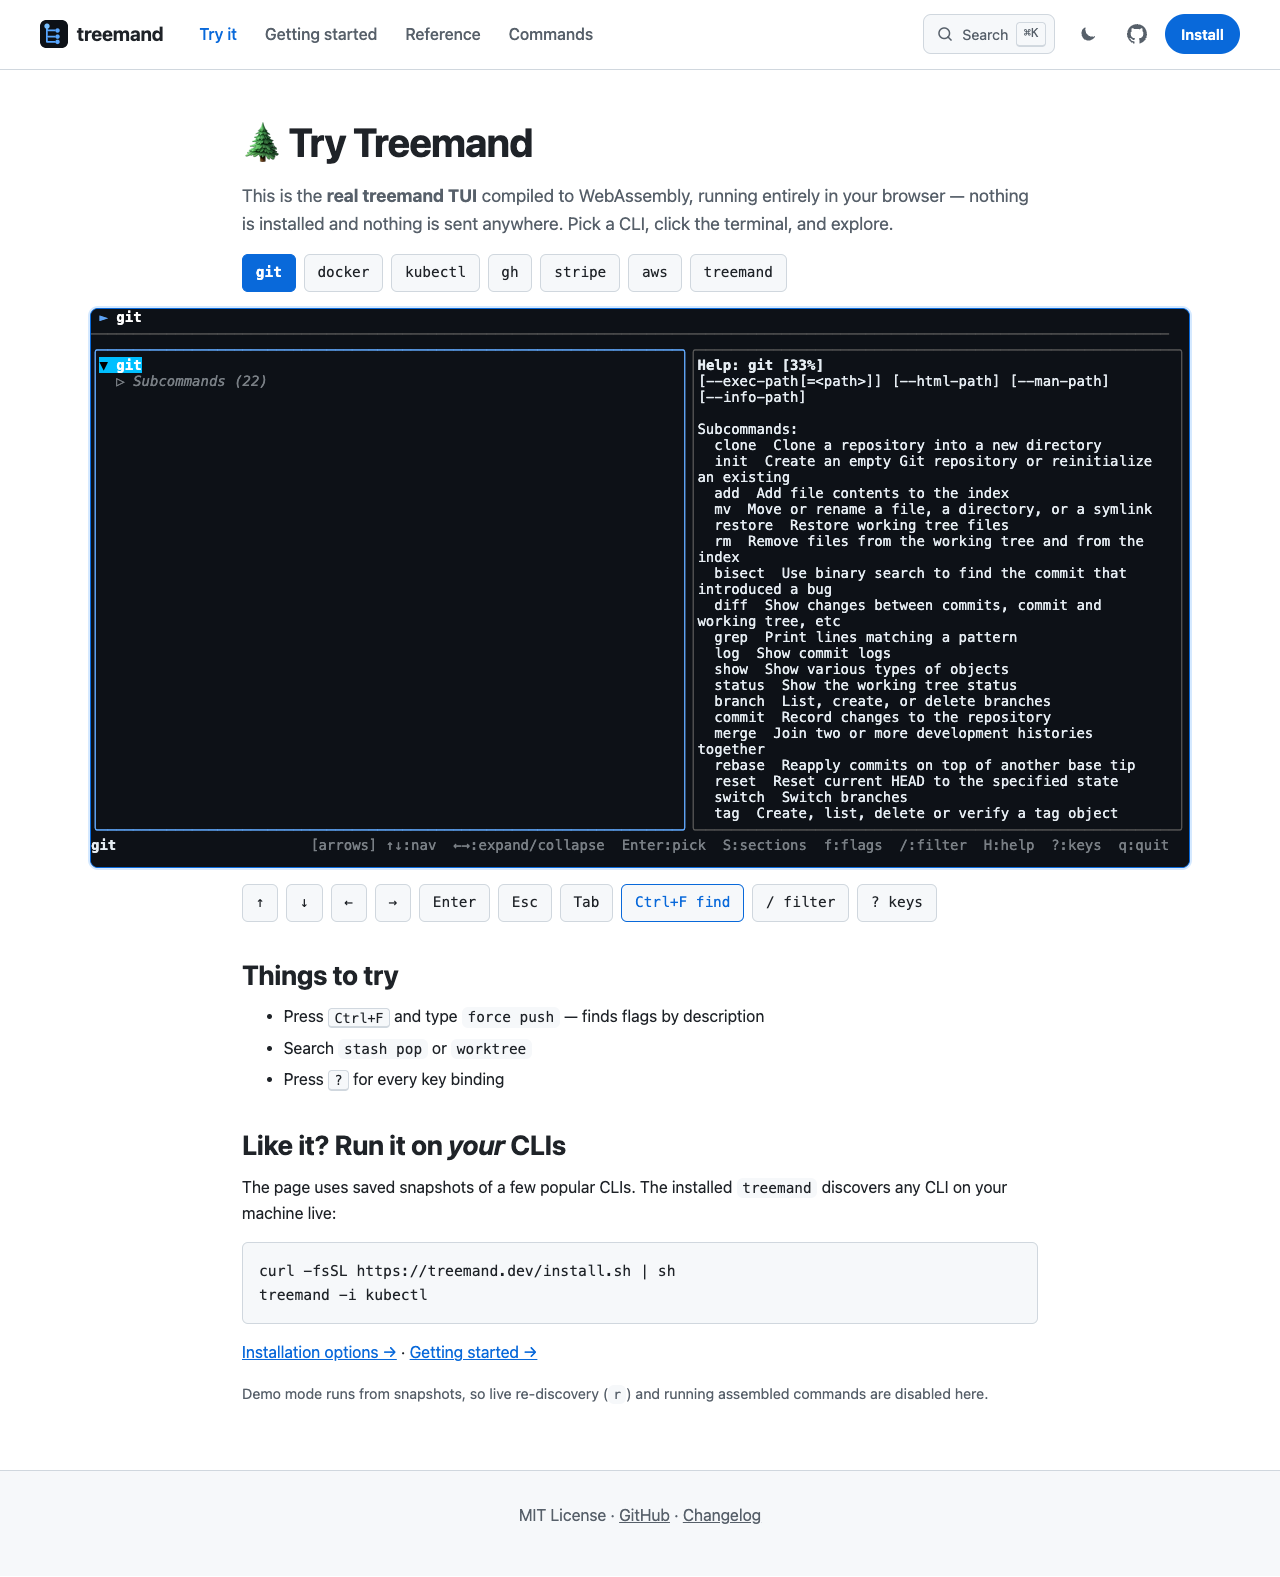 treemand
Try it
Getting started
Reference
Commands
Search ⌘K
Install
🌲 Try Treemand
This is the real treemand TUI compiled to WebAssembly, running entirely in your browser — nothing
is installed and nothing is sent anywhere. Pick a CLI, click the terminal, and explore.
git
docker
kubectl
gh
stripe
aws
treemand
► git
▼ git
▷ Subcommands (22)
Help: git [33%]
[--exec-path[=<path>]] [--html-path] [--man-path]
[--info-path]
Subcommands:
clone  Clone a repository into a new directory
init  Create an empty Git repository or reinitialize
an existing
add  Add file contents to the index
mv  Move or rename a file, a directory, or a symlink
restore  Restore working tree files
rm  Remove files from the working tree and from the
index
bisect  Use binary search to find the commit that
introduced a bug
diff  Show changes between commits, commit and
working tree, etc
grep  Print lines matching a pattern
log  Show commit logs
show  Show various types of objects
status  Show the working tree status
branch  List, create, or delete branches
commit  Record changes to the repository
merge  Join two or more development histories
together
rebase  Reapply commits on top of another base tip
reset  Reset current HEAD to the specified state
switch  Switch branches
tag  Create, list, delete or verify a tag object
git
[arrows] ↑↓:nav  ←→:expand/collapse  Enter:pick  S:sections  f:flags  /:filter  H:help  ?:keys  q:quit
↑
↓
←
→
Enter
Esc
Tab
Ctrl+F find
/ filter
? keys
Things to try
• Press Ctrl+F and type force push — finds flags by description
• Search stash pop or worktree
• Press ? for every key binding
Like it? Run it on your CLIs
The page uses saved snapshots of a few popular CLIs. The installed treemand discovers any CLI on your
machine live:
curl -fsSL https://treemand.dev/install.sh | sh
treemand -i kubectl
Installation options → · Getting started →
Demo mode runs from snapshots, so live re-discovery ( r ) and running assembled commands are disabled here.
MIT License · GitHub · Changelog